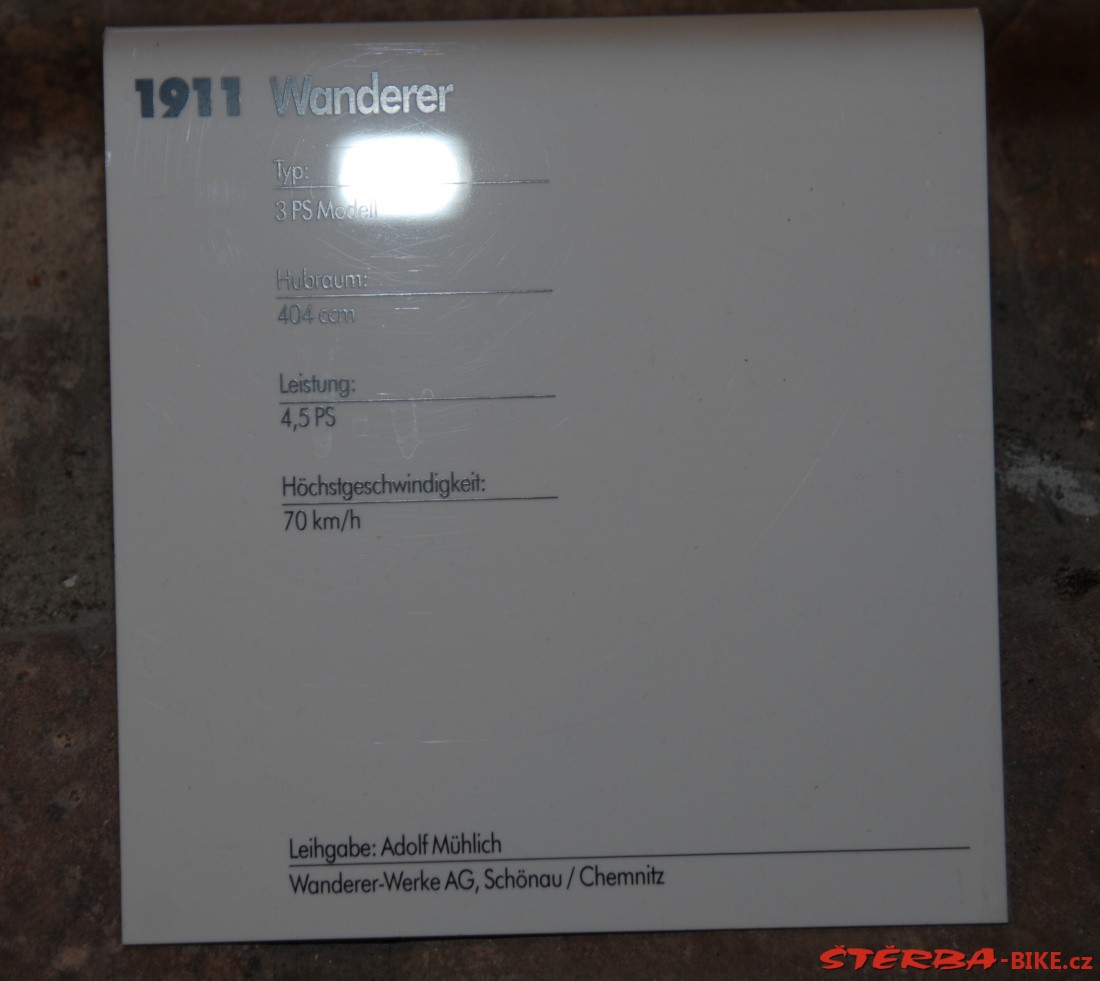 1911 Wanderer
Typ:
3 PS Modell
Hubraum:
404 ccm
Leistung:
4,5 PS
Höchstgeschwindigkeit:
70 km/h
Leihgabe: Adolf Mühlich
Wanderer-Werke AG, Schönau / Chemnitz
ŠTĚRBA-BIKE.cz